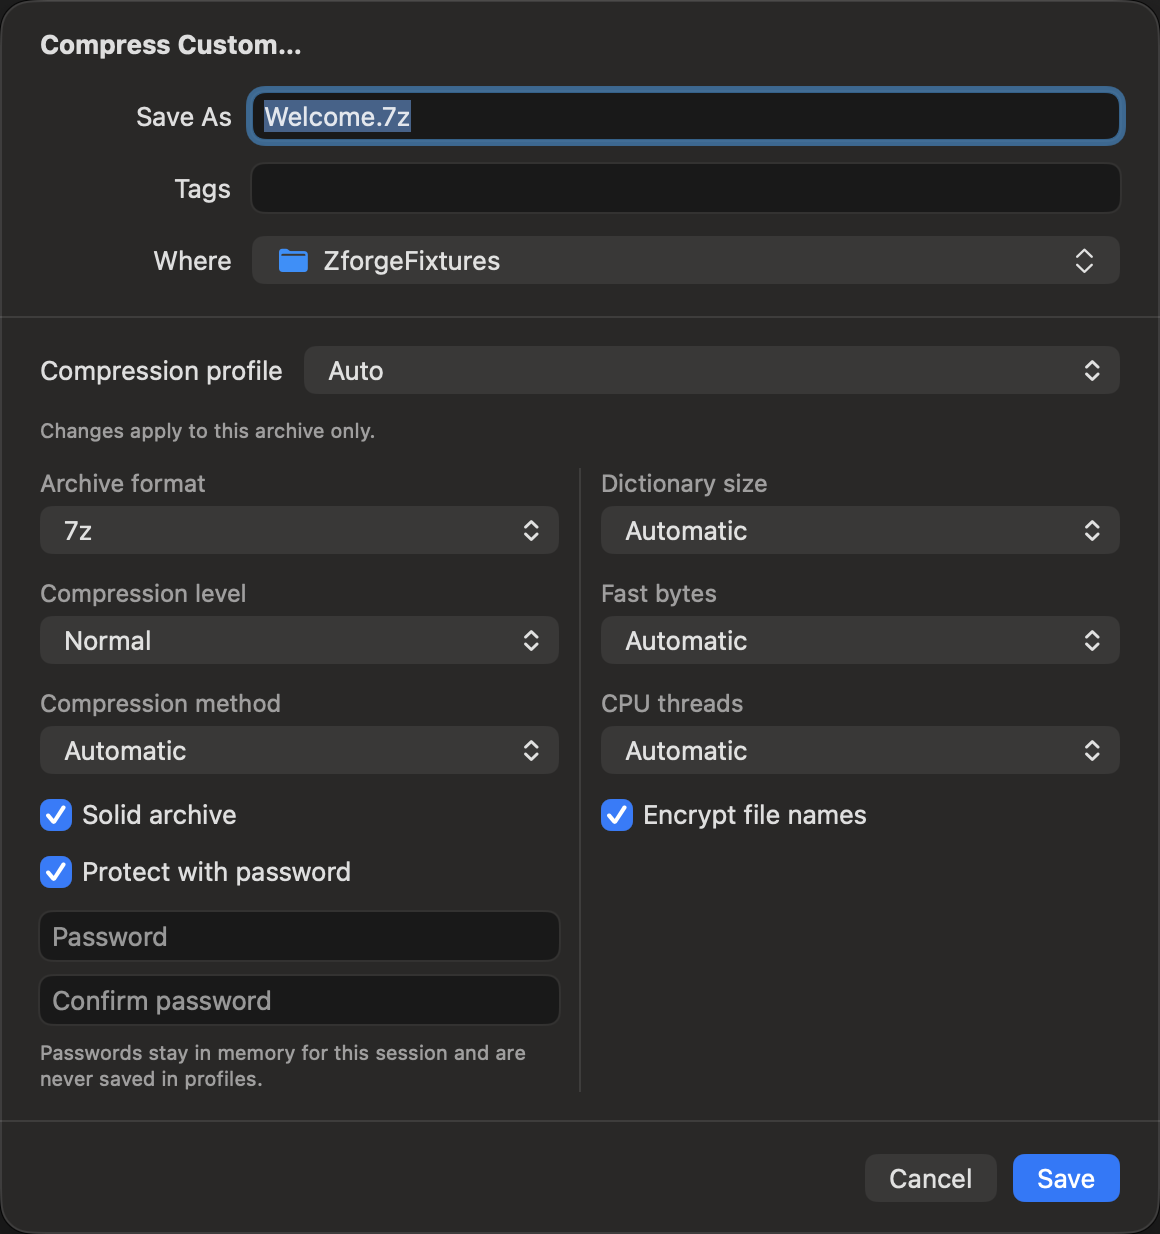 Compress Custom...
Save As
Welcome.7z
Tags
Where
ZforgeFixtures
Compression profile
Auto
Changes apply to this archive only.
Archive format
7z
Compression level
Normal
Compression method
Automatic
Solid archive
Protect with password
Password
Confirm password
Passwords stay in memory for this session and are
never saved in profiles.
Dictionary size
Automatic
Fast bytes
Automatic
CPU threads
Automatic
Encrypt file names
Cancel
Save